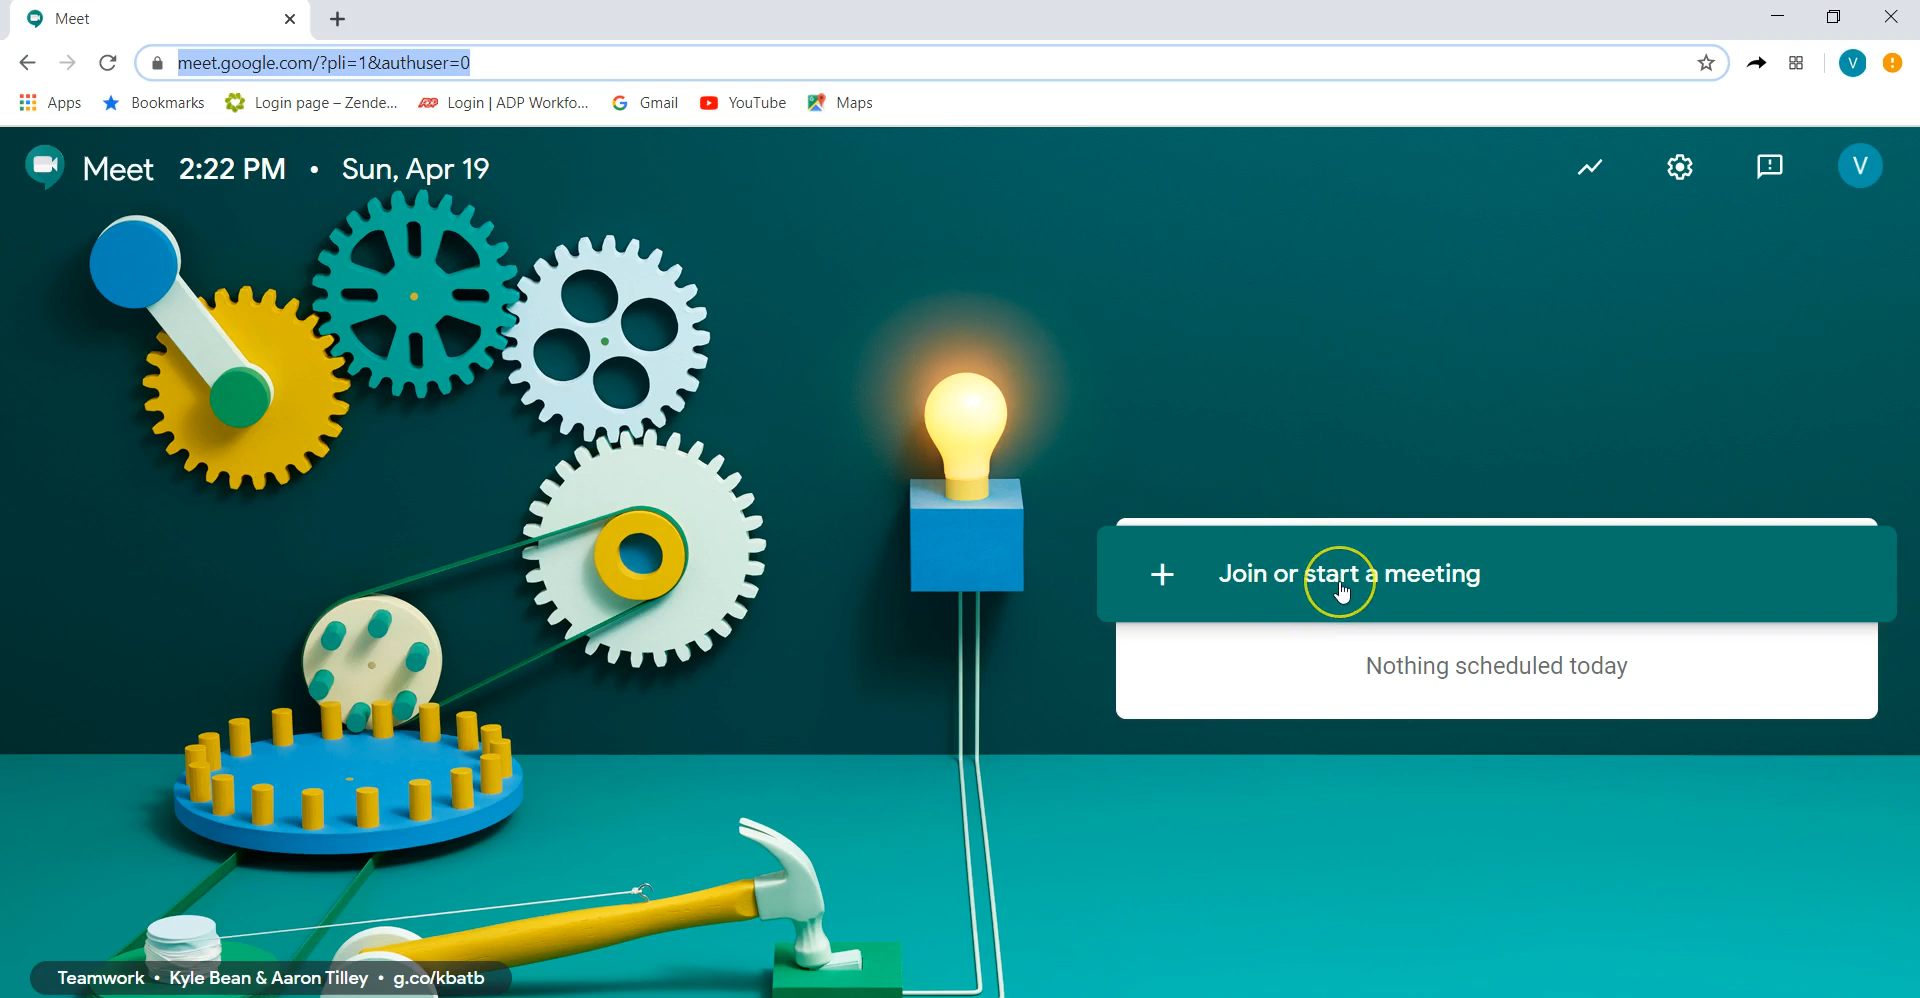 Meet
meet.google.com/?pli=1&authuser=0
V
Apps
Bookmarks
Login page – Zende...
ADP
Login | ADP Workfo...
Gmail
YouTube
Maps
Meet 2:22 PM • Sun, Apr 19
V
+ Join or start a meeting
Nothing scheduled today
Teamwork • Kyle Bean & Aaron Tilley • g.co/kbatb